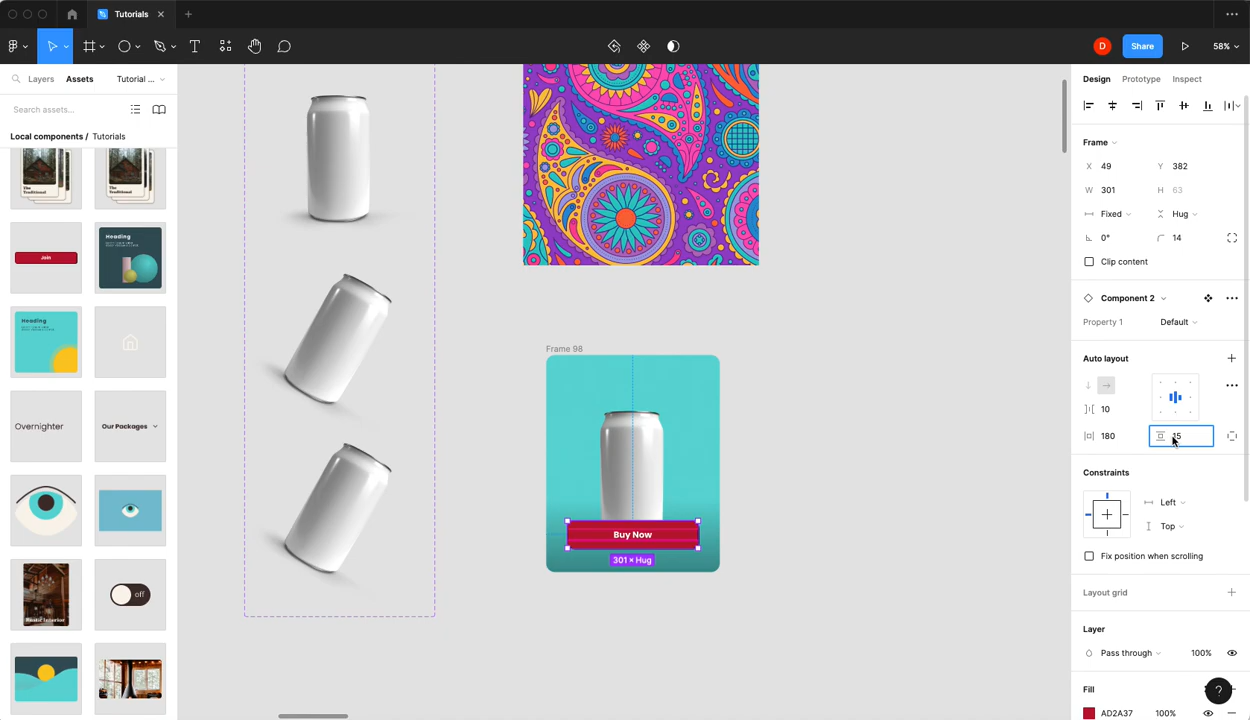 Tutorials
D
Share
58%
Layers
Assets
Tutorial ...
Search assets...
Local components / Tutorials
The
Traditional
The
Traditional
Join
Heading
Heading
Overnighter
Our Packages
off
Frame 98
Buy Now
301 × Hug
Design
Prototype
Inspect
Frame
X 49 Y 382
W 301 H 63
Fixed Hug
0° 14
Clip content
Component 2
Property 1 Default
Auto layout
10
180 15
Constraints
Left
Top
Fix position when scrolling
Layout grid
Layer
Pass through 100%
Fill
?
AD2A37 100%